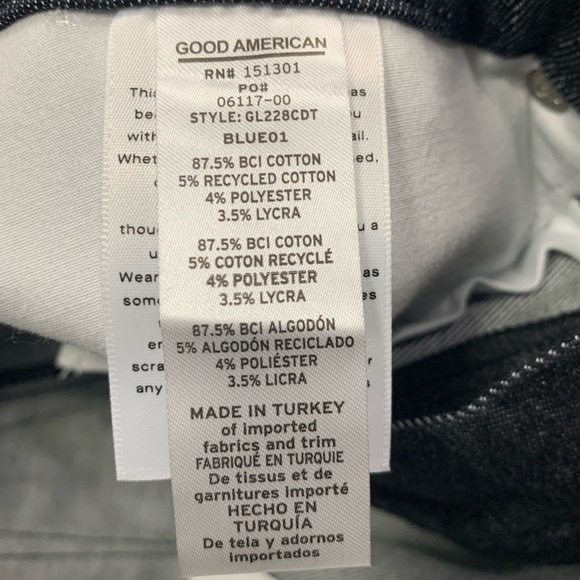 GOOD AMERICAN
RN# 151301
PO#
06117-00
STYLE: GL228CDT
BLUE01
87.5% BCI COTTON
5% RECYCLED COTTON
4% POLYESTER
3.5% LYCRA
87.5% BCI COTON
5% COTON RECYCLÉ
4% POLYESTER
3.5% LYCRA
87.5% BCI ALGODÓN
5% ALGODÓN RECICLADO
4% POLIÉSTER
3.5% LICRA
MADE IN TURKEY
of imported
fabrics and trim
FABRIQUÉ EN TURQUIE
De tissus et de
garnitures importé
HECHO EN
TURQUÍA
De tela y adornos
importados
any